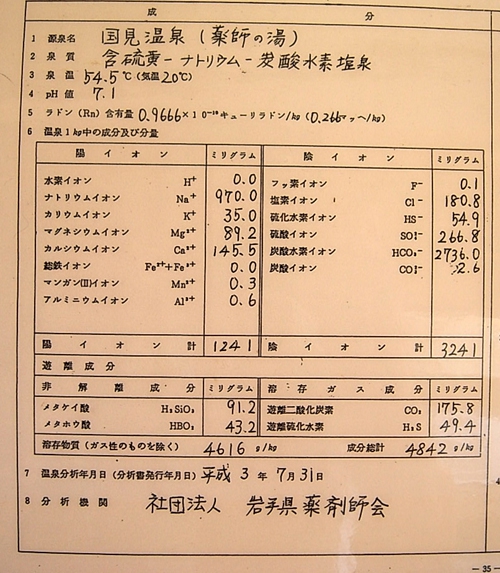 成 分
1 源泉名 国見温泉(薬師の湯)
2 泉質 含硫黄-ナトリウム-炭酸水素塩泉
3 泉温 54.5℃(気温20℃)
4 pH値 7.1
5 ラドン(Rn)含有量 0.9666×10⁻¹⁰キューリラドン/kg(0.266マッヘ/kg)
6 温泉1kg中の成分及び分量
陽イオン ミリグラム 陰イオン ミリグラム
水素イオン H⁺ 0.0 フッ素イオン F⁻ 0.1
ナトリウムイオン Na⁺ 970.0 塩素イオン Cl⁻ 180.8
カリウムイオン K⁺ 35.0 硫化水素イオン HS⁻ 54.9
マグネシウムイオン Mg²⁺ 89.2 硫酸イオン SO₄²⁻ 266.8
カルシウムイオン Ca²⁺ 145.5 炭酸水素イオン HCO₃⁻ 2736.0
総鉄イオン Fe²⁺+Fe³⁺ 0.0 炭酸イオン CO₃²⁻ 2.6
マンガン(II)イオン Mn²⁺ 0.3
アルミニウムイオン Al³⁺ 0.6
陽イオン計 1241 陰イオン計 3241
遊離成分
非解離成分 ミリグラム 溶存ガス成分 ミリグラム
メタケイ酸 H₂SiO₃ 91.2 遊離二酸化炭素 CO₂ 175.8
メタホウ酸 HBO₂ 43.2 遊離硫化水素 H₂S 49.4
溶存物質(ガス性のものを除く) 4616 g/kg 成分総計 4842 g/kg
7 温泉分析年月日(分析書発行年月日)平成3年7月31日
8 分析機関 社団法人 岩手県薬剤師会
— 35 —